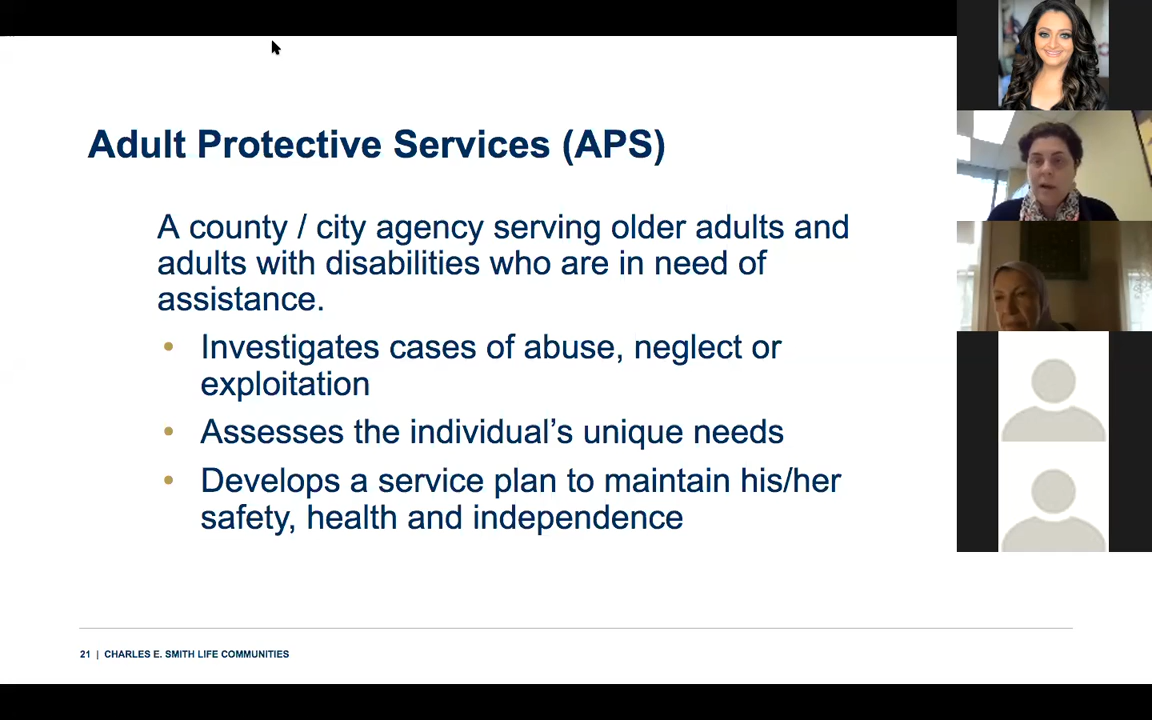 Adult Protective Services (APS)
A county / city agency serving older adults and
adults with disabilities who are in need of
assistance.
• Investigates cases of abuse, neglect or
exploitation
• Assesses the individual’s unique needs
• Develops a service plan to maintain his/her
safety, health and independence
21 | CHARLES E. SMITH LIFE COMMUNITIES